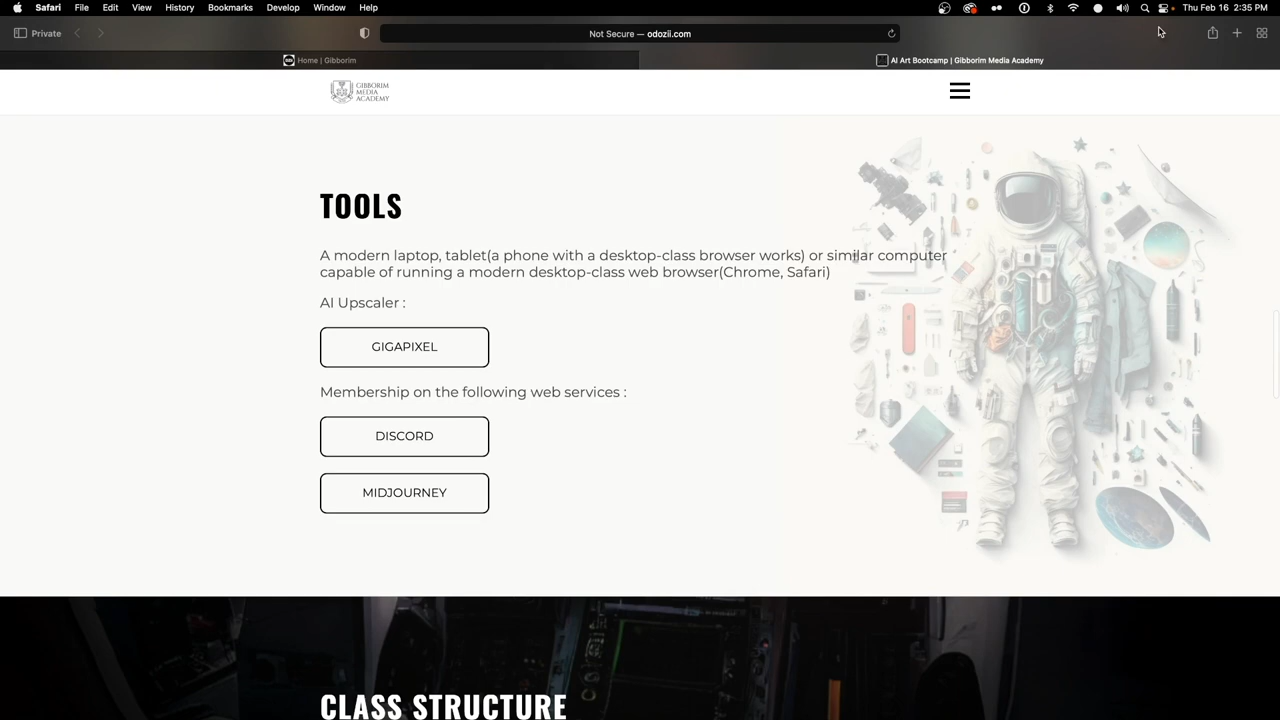 Safari File Edit View History Bookmarks Develop Window Help Thu Feb 16 2:35 PM
Private Not Secure — odozii.com
Home | Gibborim AI Art Bootcamp | Gibborim Media Academy
GIBBORIM
MEDIA
ACADEMY
TOOLS
A modern laptop, tablet(a phone with a desktop-class browser works) or similar computer
capable of running a modern desktop-class web browser(Chrome, Safari)
AI Upscaler :
GIGAPIXEL
Membership on the following web services :
DISCORD
MIDJOURNEY
CLASS STRUCTURE